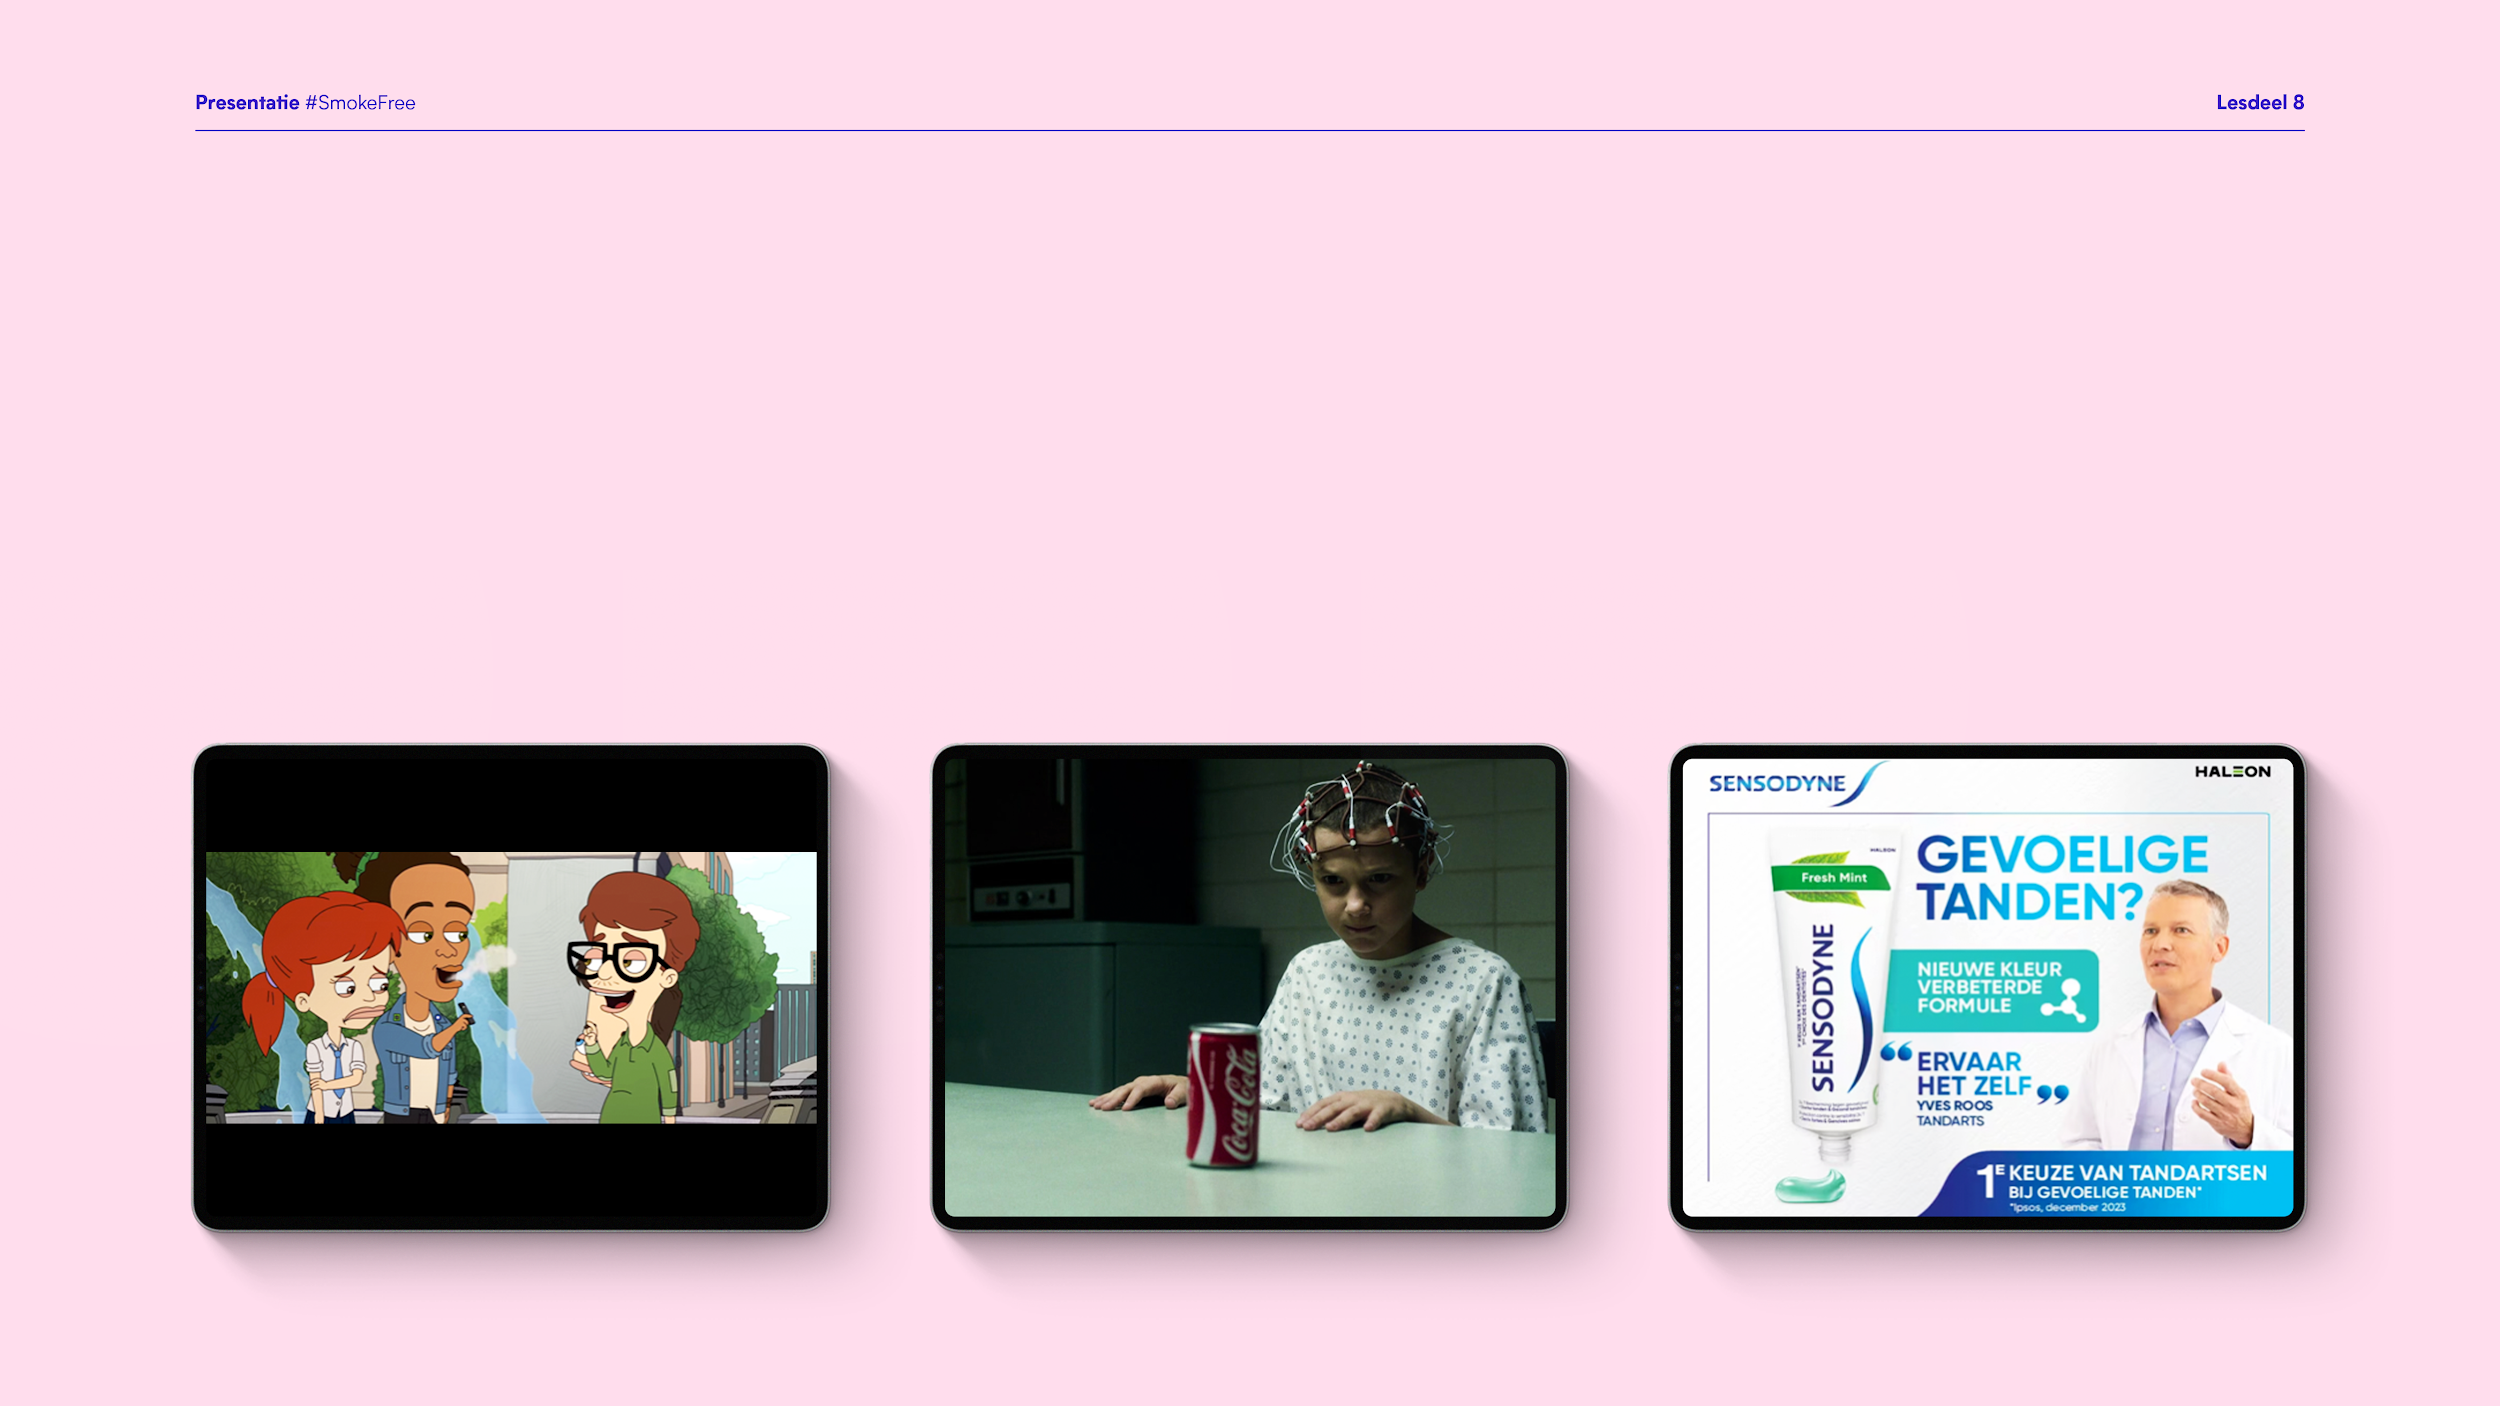 Presentatie #SmokeFree
Lesdeel 8
Coca-Cola
SENSODYNE
HALEON
HALEON
Fresh Mint
SENSODYNE
GEVOELIGE
TANDEN?
NIEUWE KLEUR
VERBETERDE
FORMULE
“ERVAAR
HET ZELF”
YVES ROOS
TANDARTS
1E KEUZE VAN TANDARTSEN
BIJ GEVOELIGE TANDEN*
*Ipsos, december 2023